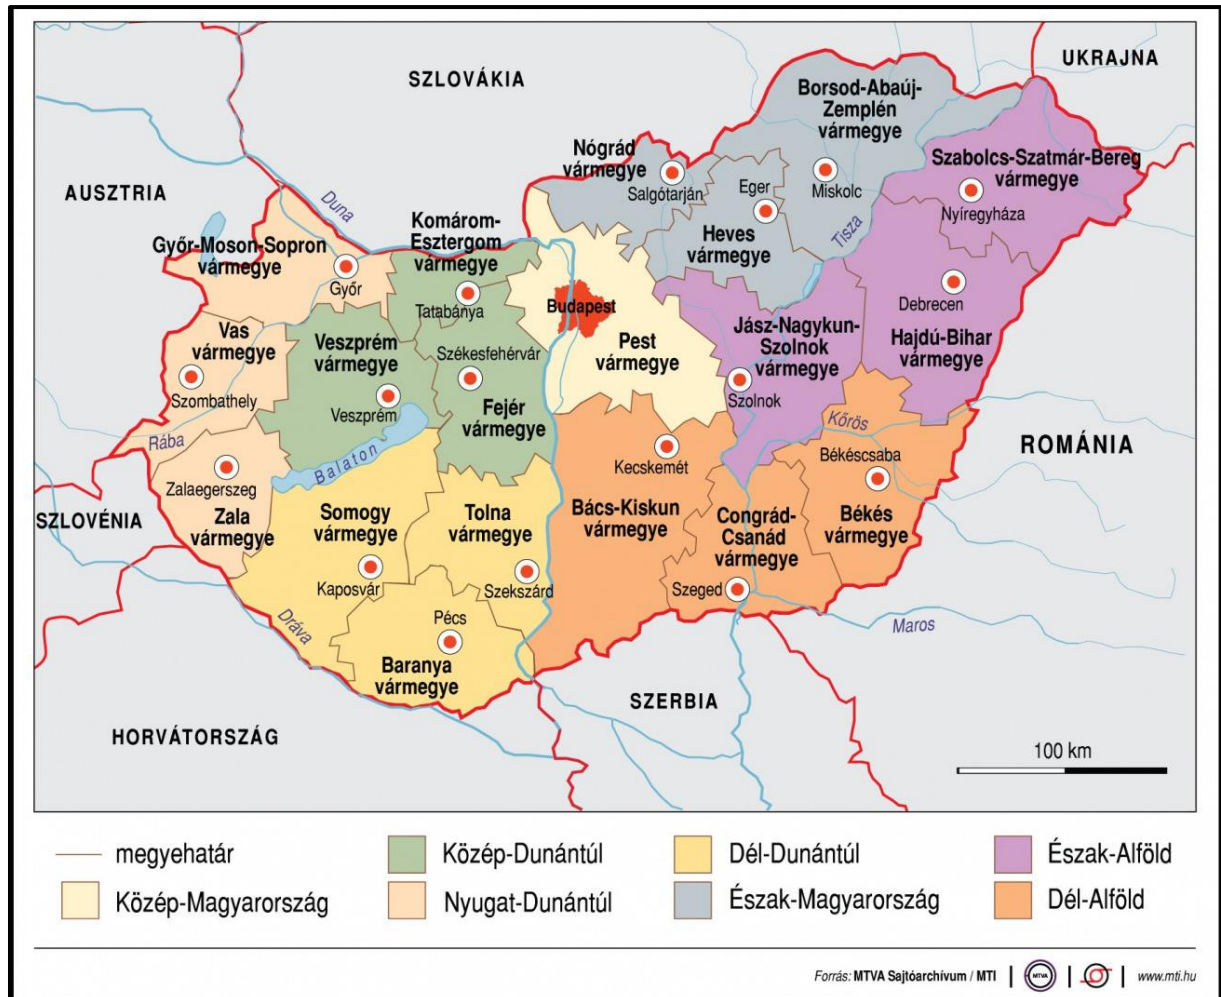 SZLOVÁKIA
UKRAJNA
Borsod-Abaúj-
Zemplén
vármegye
Nógrád
vármegye
Salgótarján
Eger
Miskolc
Szabolcs-Szatmár-Bereg
vármegye
Nyíregyháza
AUSZTRIA
Duna
Komárom-
Esztergom
vármegye
Győr-Moson-Sopron
vármegye
Győr
Tatabánya
Heves
vármegye
Tisza
Debrecen
Budapest
Vas
vármegye
Szombathely
Veszprém
vármegye
Veszprém
Székesfehérvár
Fejér
vármegye
Pest
vármegye
Jász-Nagykun-
Szolnok
vármegye
Szolnok
Hajdú-Bihar
vármegye
Rába
Balaton
Kőrös
ROMÁNIA
Zalaegerszeg
Kecskemét
Békéscsaba
SZLOVÉNIA
Zala
vármegye
Somogy
vármegye
Kaposvár
Tolna
vármegye
Szekszárd
Bács-Kiskun
vármegye
Congrád-
Csanád
vármegye
Szeged
Békés
vármegye
Dráva
Pécs
Baranya
vármegye
Maros
SZERBIA
HORVÁTORSZÁG
100 km
megyehatár
Közép-Dunántúl
Dél-Dunántúl
Észak-Alföld
Közép-Magyarország
Nyugat-Dunántúl
Észak-Magyarország
Dél-Alföld
Forrás: MTVA Sajtóarchívum / MTI | MTVA | | www.mti.hu